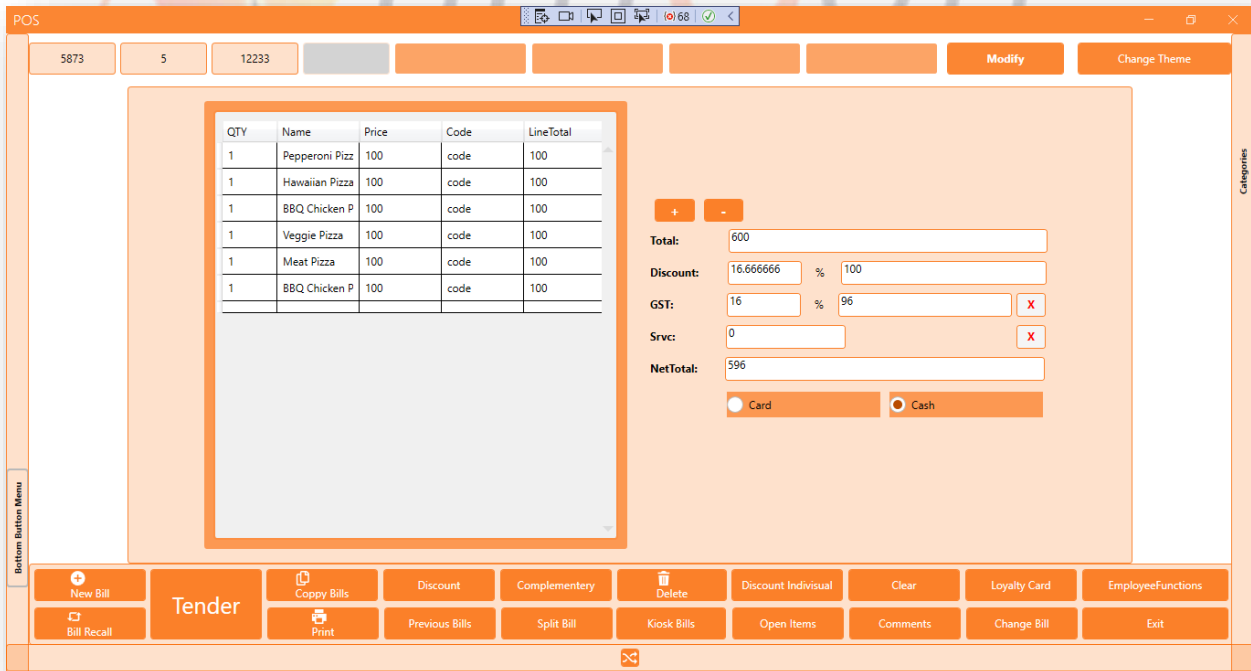 POS
68
5873 5 12233 Modify Change Theme
QTY Name Price Code LineTotal
1 Pepperoni Pizz 100 code 100
1 Hawaiian Pizza 100 code 100
1 BBQ Chicken P 100 code 100
1 Veggie Pizza 100 code 100
1 Meat Pizza 100 code 100
1 BBQ Chicken P 100 code 100
+ -
Total: 600
Discount: 16.666666 % 100
GST: 16 % 96 X
Srvc: 0 X
NetTotal: 596
Card Cash
Categories
Bottom Button Menu
New Bill Tender Coppy Bills Discount Complementery Delete Discount Indivisual Clear Loyalty Card EmployeeFunctions
Bill Recall Print Previous Bills Split Bill Kiosk Bills Open Items Comments Change Bill Exit